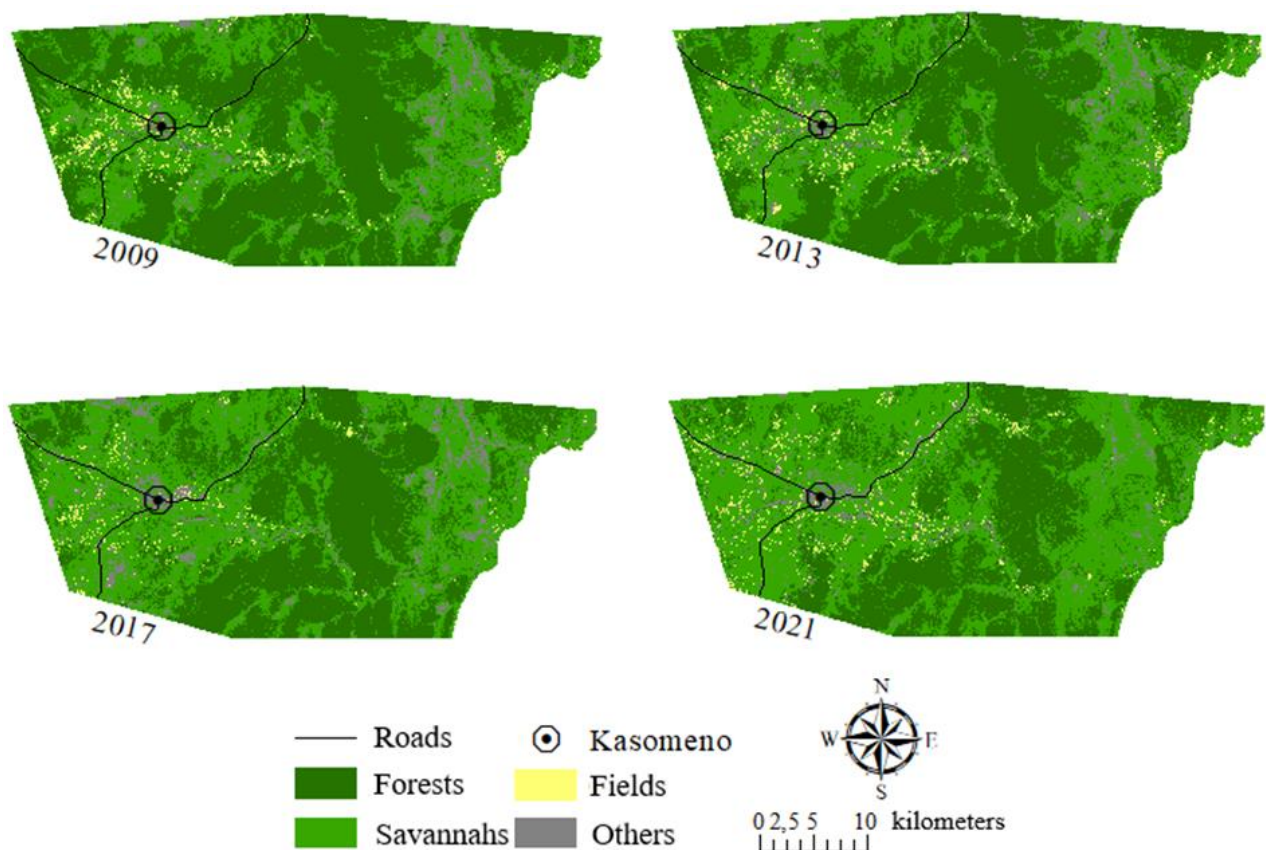 2009
2013
2017
2021
N
W E
S
Roads Kasomeno
Forests Fields
Savannahs Others
0 2,5 5 10 kilometers